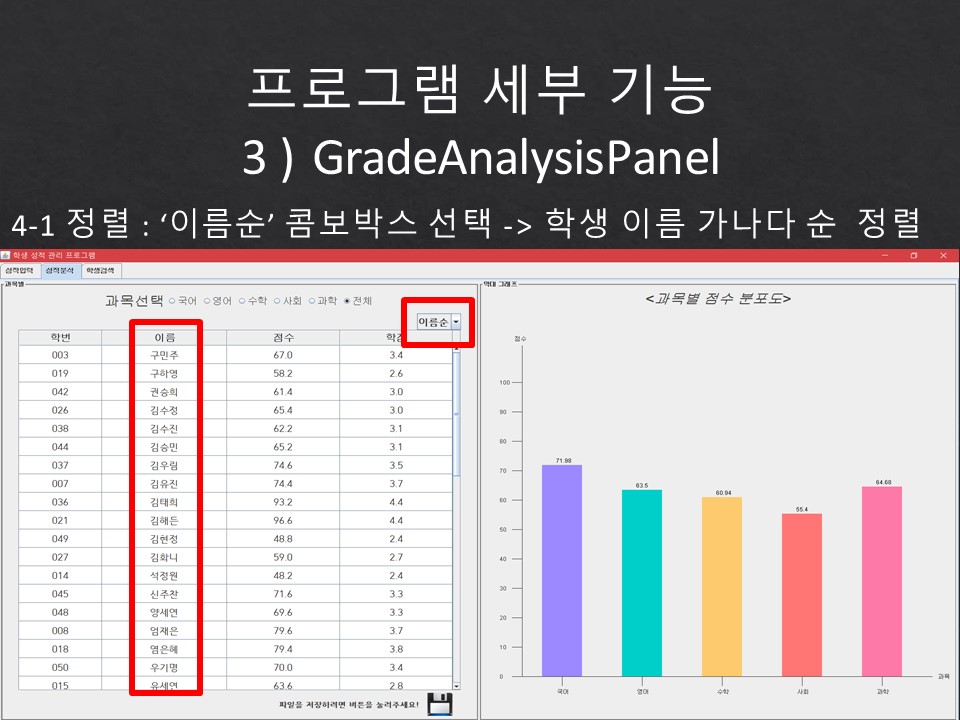 프로그램 세부 기능
3 ) GradeAnalysisPanel
4-1 정렬 : ‘이름순’ 콤보박스 선택 -> 학생 이름 가나다 순 정렬
학생 성적 관리 프로그램
성적입력 성적분석 학생검색
과목별
과목선택 국어 영어 수학 사회 과학 전체
이름순
학번 이름 점수
003 구민주 67.0 3.4
019 구하영 58.2 2.6
042 권승희 61.4 3.0
026 김수정 65.4 3.0
038 김수진 62.2 3.1
044 김승민 65.2 3.1
037 김우림 74.6 3.5
007 김유진 74.4 3.7
036 김태희 93.2 4.4
021 김해든 96.6 4.4
049 김현정 48.8 2.4
027 김화니 59.0 2.7
014 석정원 48.2 2.4
045 신주찬 71.6 3.3
048 양세연 69.6 3.3
008 엄재은 79.6 3.7
018 염은혜 79.4 3.8
050 우기명 70.0 3.4
015 유세연 63.6 2.8
파일을 저장하려면 버튼을 눌러주세요!
막대 그래프
<과목별 점수 분포도>
점수
100
90
80
70
60
50
40
30
20
10
0
71.98
63.5
60.94
55.4
64.68
국어 영어 수학 사회 과학
과목